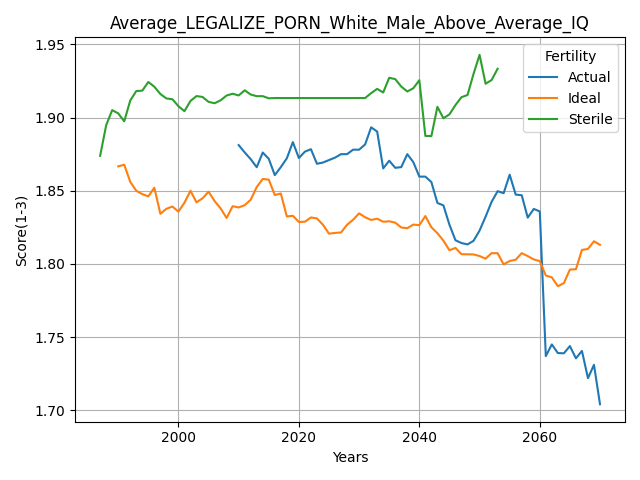 Average_LEGALIZE_PORN_White_Male_Above_Average_IQ
1.95
1.90
1.85
1.80
1.75
1.70
Score(1-3)
2000
2020
2040
2060
Years
Fertility
Actual
Ideal
Sterile